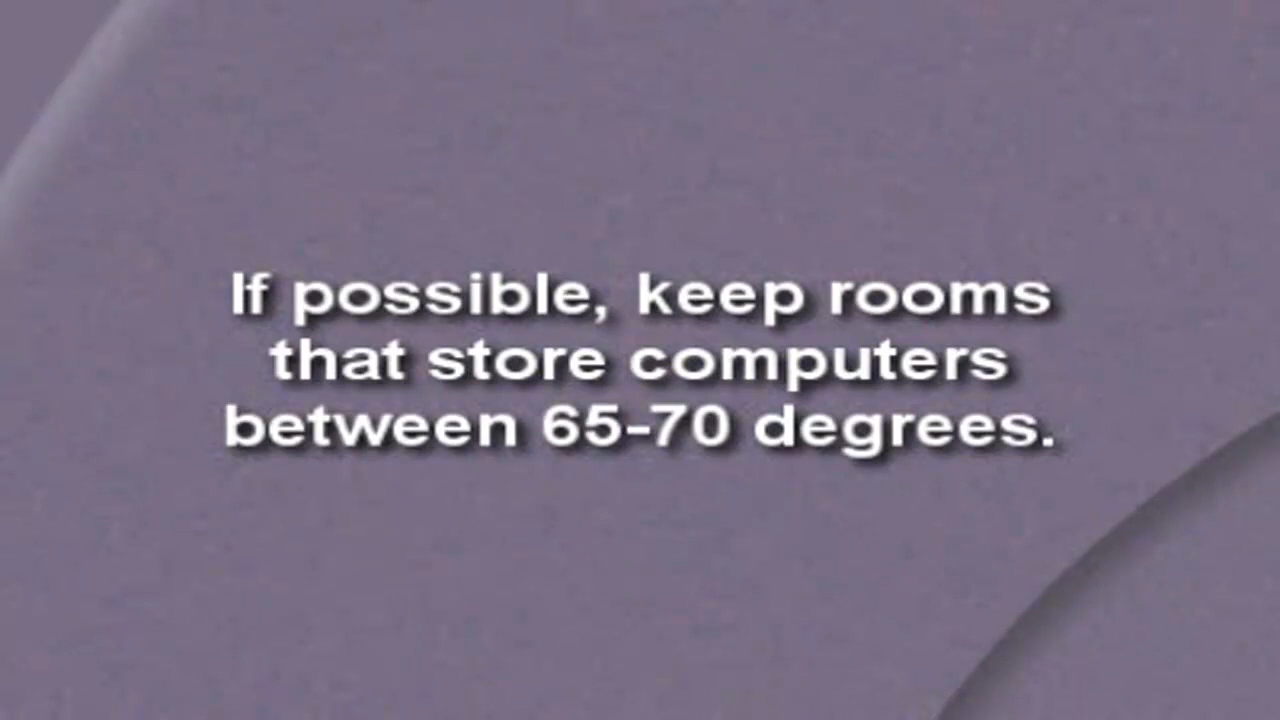 If possible, keep rooms
that store computers
between 65-70 degrees.